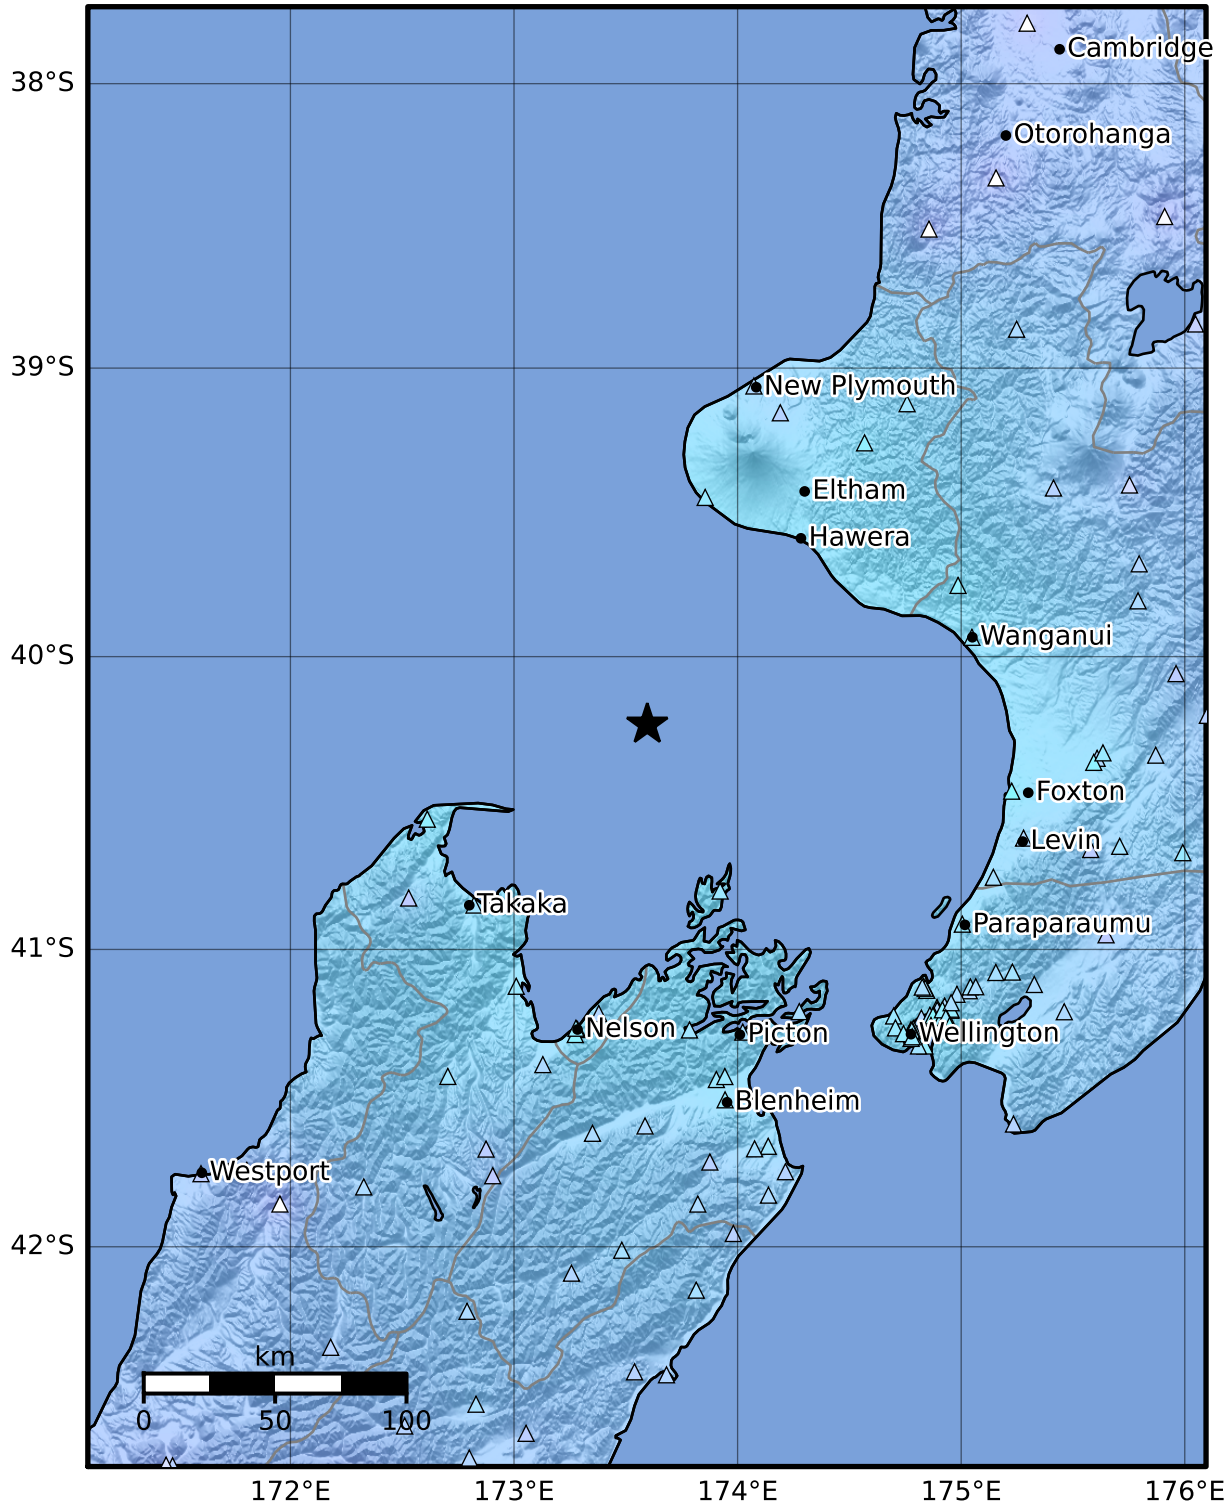 Cambridge
38°S
Otorohanga
39°S
New Plymouth
Eltham
Hawera
Wanganui
40°S
Foxton
Levin
Takaka
Paraparaumu
41°S
Nelson
Picton
Wellington
Blenheim
Westport
42°S
km
0 50 100
172°E 173°E 174°E 175°E 176°E